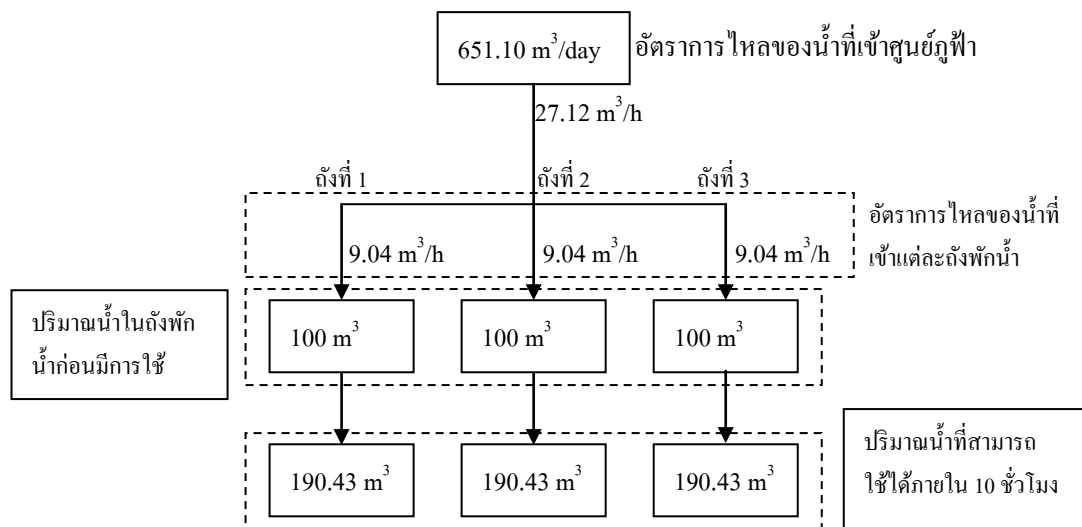 651.10 m³/day
อัตราการไหลของน้ำที่เข้าศูนย์ภูฟ้า
27.12 m³/h
ถังที่ 1
ถังที่ 2
ถังที่ 3
อัตราการไหลของน้ำที่
เข้าแต่ละถังพักน้ำ
9.04 m³/h
9.04 m³/h
9.04 m³/h
ปริมาณน้ำในถังพัก
น้ำก่อนมีการใช้
100 m³
100 m³
100 m³
190.43 m³
190.43 m³
190.43 m³
ปริมาณน้ำที่สามารถ
ใช้ได้ภายใน 10 ชั่วโมง